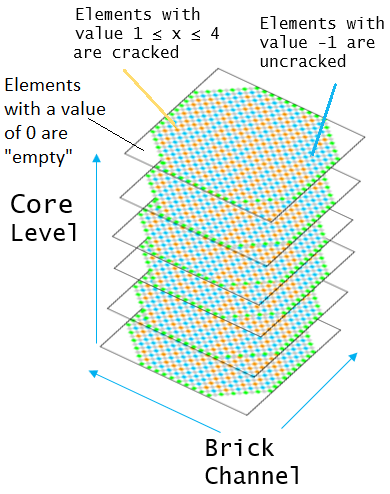 Elements with
value 1 ≤ x ≤ 4
are cracked
Elements with
value -1 are
uncracked
Elements
with a value
of 0 are
"empty"
Core
Level
Brick
Channel